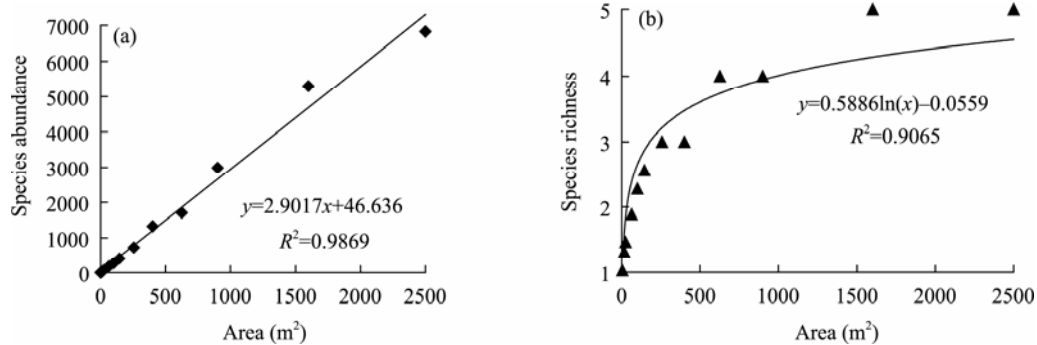 (a)
Species abundance
7000
6000
5000
4000
3000
2000
1000
0
y=2.9017x+46.636
R²=0.9869
0 500 1000 1500 2000 2500
Area (m²)
(b)
Species richness
5
4
3
2
1
y=0.5886ln(x)–0.0559
R²=0.9065
0 500 1000 1500 2000 2500
Area (m²)